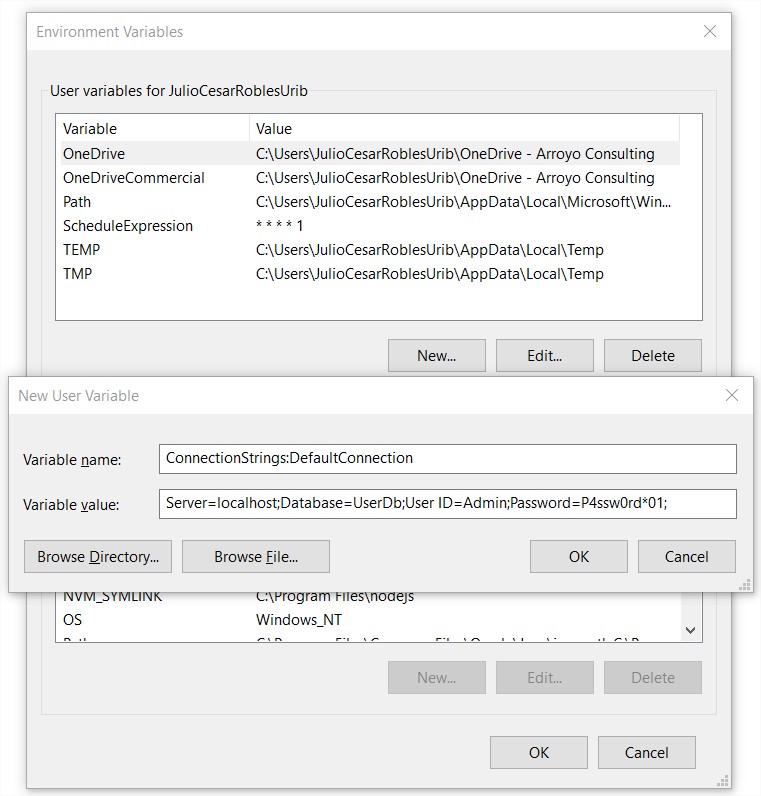 Environment Variables
User variables for JulioCesarRoblesUrib
Variable Value
OneDrive C:\Users\JulioCesarRoblesUrib\OneDrive - Arroyo Consulting
OneDriveCommercial C:\Users\JulioCesarRoblesUrib\OneDrive - Arroyo Consulting
Path C:\Users\JulioCesarRoblesUrib\AppData\Local\Microsoft\Win...
ScheduleExpression * * * * 1
TEMP C:\Users\JulioCesarRoblesUrib\AppData\Local\Temp
TMP C:\Users\JulioCesarRoblesUrib\AppData\Local\Temp
New... Edit... Delete
New User Variable
Variable name: ConnectionStrings:DefaultConnection
Variable value: Server=localhost;Database=UserDb;User ID=Admin;Password=P4ssw0rd*01;
Browse Directory... Browse File... OK Cancel
NVM_SYMLINK C:\Program Files\nodejs
OS Windows_NT
New... Edit... Delete
OK Cancel